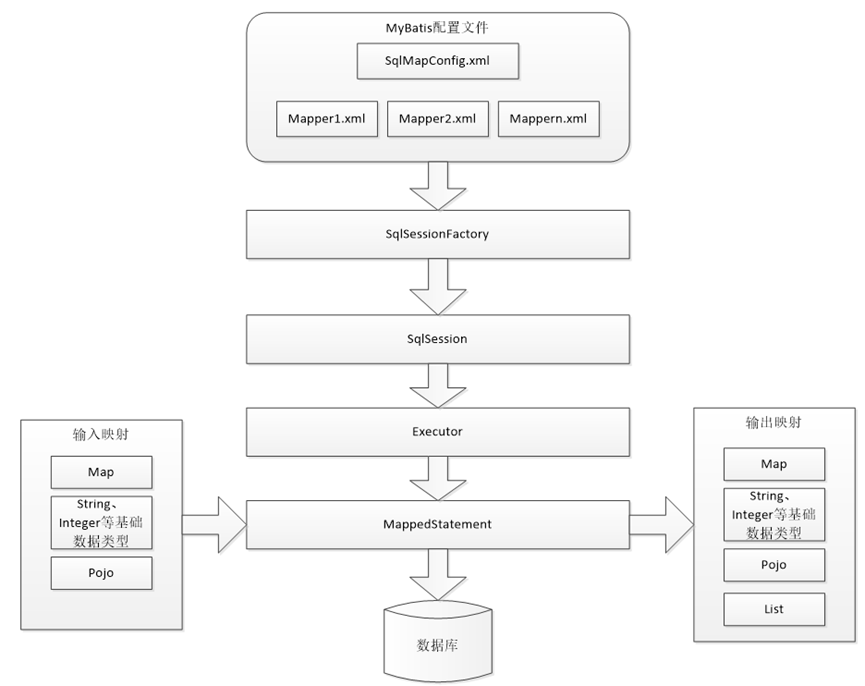 MyBatis配置文件
SqlMapConfig.xml
Mapper1.xml
Mapper2.xml
Mappern.xml
SqlSessionFactory
SqlSession
Executor
输入映射
Map
String、
Integer等基础
数据类型
Pojo
MappedStatement
输出映射
Map
String、
Integer等基础
数据类型
Pojo
List
数据库